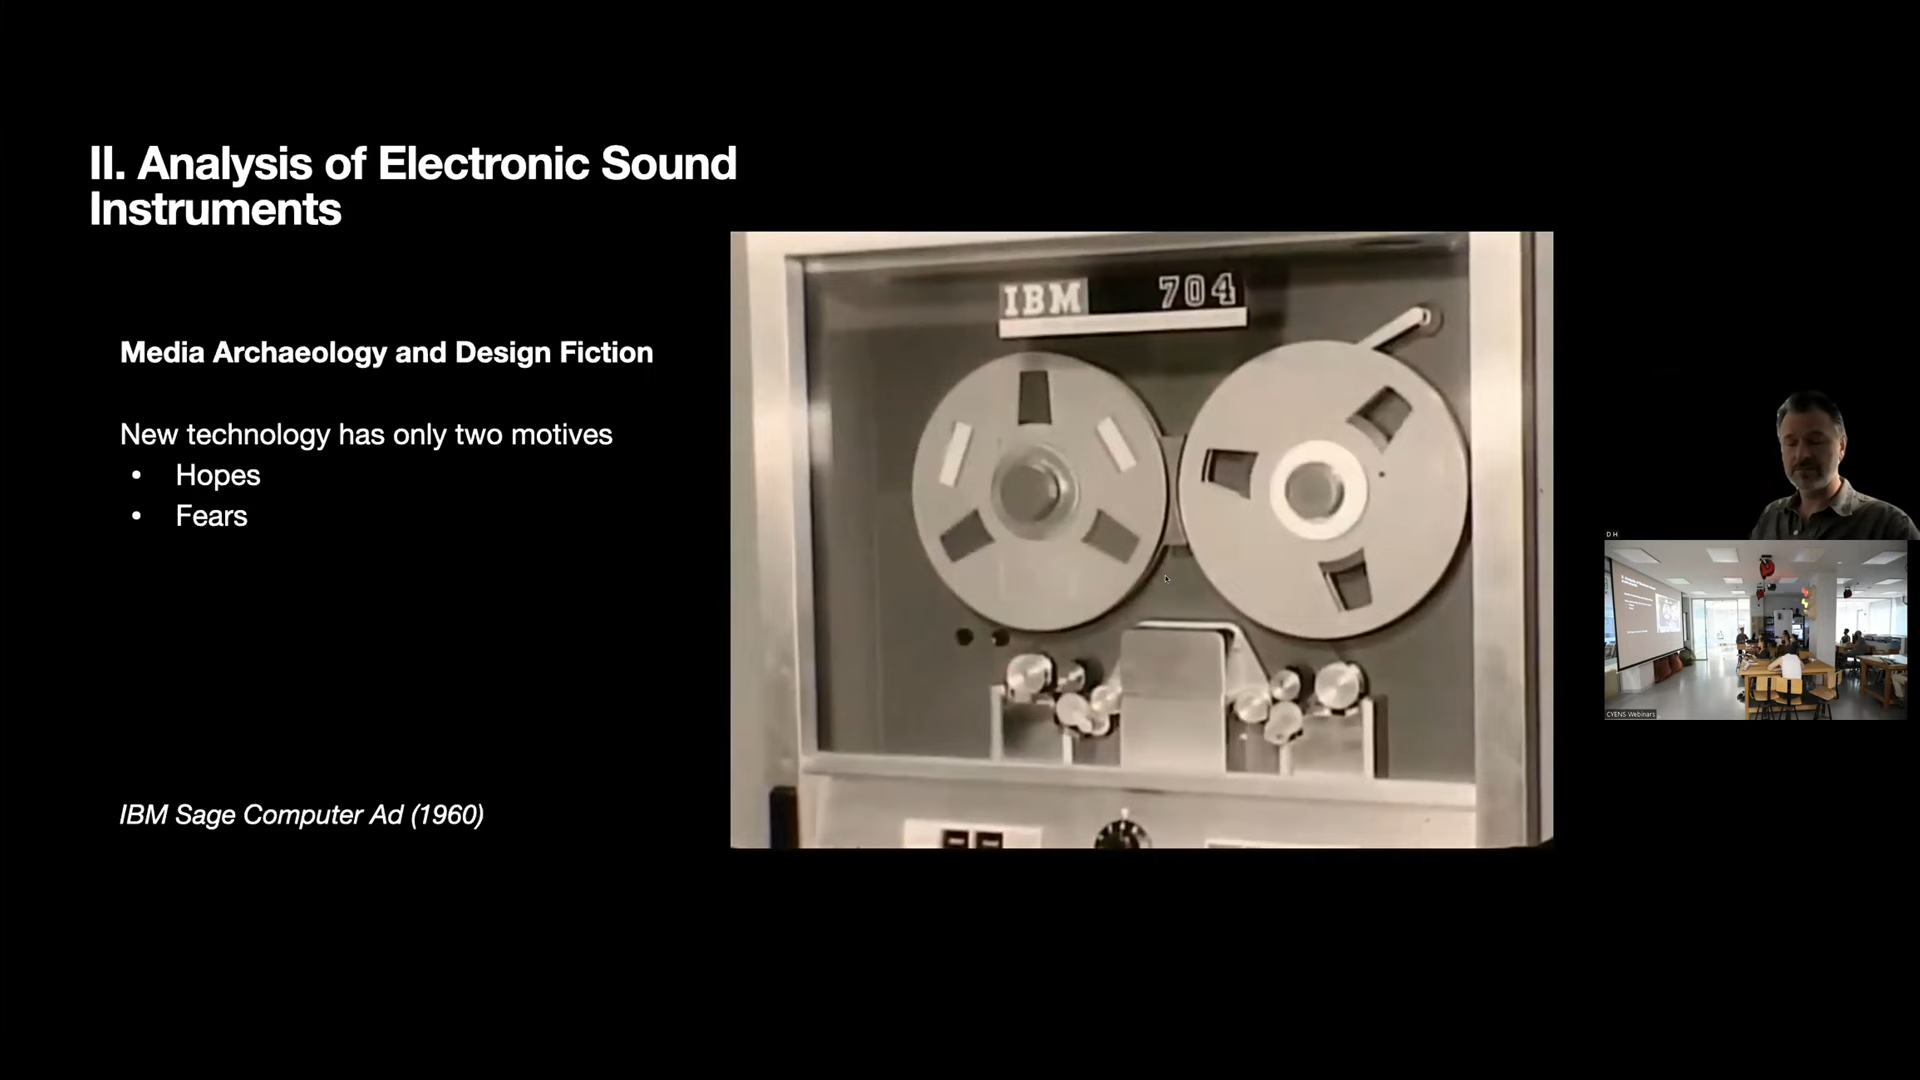 II. Analysis of Electronic Sound
Instruments
Media Archaeology and Design Fiction
New technology has only two motives
• Hopes
• Fears
IBM Sage Computer Ad (1960)
IBM 704
D H
CYENS Webinars